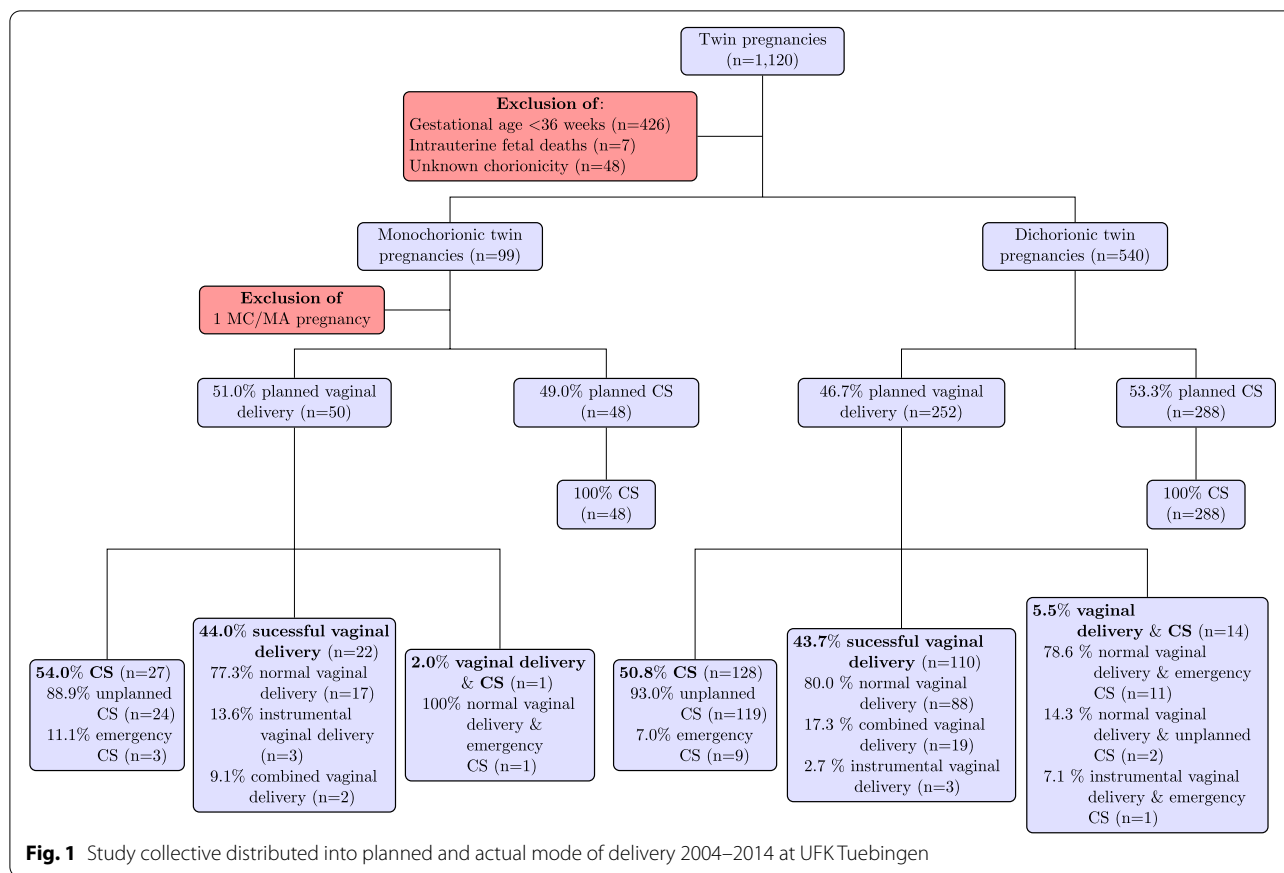 Twin pregnancies
(n=1,120)
Exclusion of:
Gestational age <36 weeks (n=426)
Intrauterine fetal deaths (n=7)
Unknown chorionicity (n=48)
Monochorionic twin
pregnancies (n=99)
Dichorionic twin
pregnancies (n=540)
Exclusion of
1 MC/MA pregnancy
51.0% planned vaginal
delivery (n=50)
49.0% planned CS
(n=48)
46.7% planned vaginal
delivery (n=252)
53.3% planned CS
(n=288)
100% CS
(n=48)
100% CS
(n=288)
54.0% CS (n=27)
88.9% unplanned
CS (n=24)
11.1% emergency
CS (n=3)
44.0% sucessful vaginal
delivery (n=22)
77.3% normal vaginal
delivery (n=17)
13.6% instrumental
vaginal delivery
(n=3)
9.1% combined vaginal
delivery (n=2)
2.0% vaginal delivery
& CS (n=1)
100% normal vaginal
delivery &
emergency
CS (n=1)
50.8% CS (n=128)
93.0% unplanned
CS (n=119)
7.0% emergency
CS (n=9)
43.7% sucessful vaginal
delivery (n=110)
80.0 % normal vaginal
delivery (n=88)
17.3 % combined vaginal
delivery (n=19)
2.7 % instrumental vaginal
delivery (n=3)
5.5% vaginal
delivery & CS (n=14)
78.6 % normal vaginal
delivery & emergency
CS (n=11)
14.3 % normal vaginal
delivery & unplanned
CS (n=2)
7.1 % instrumental vaginal
delivery & emergency
CS (n=1)
Fig. 1 Study collective distributed into planned and actual mode of delivery 2004–2014 at UFK Tuebingen